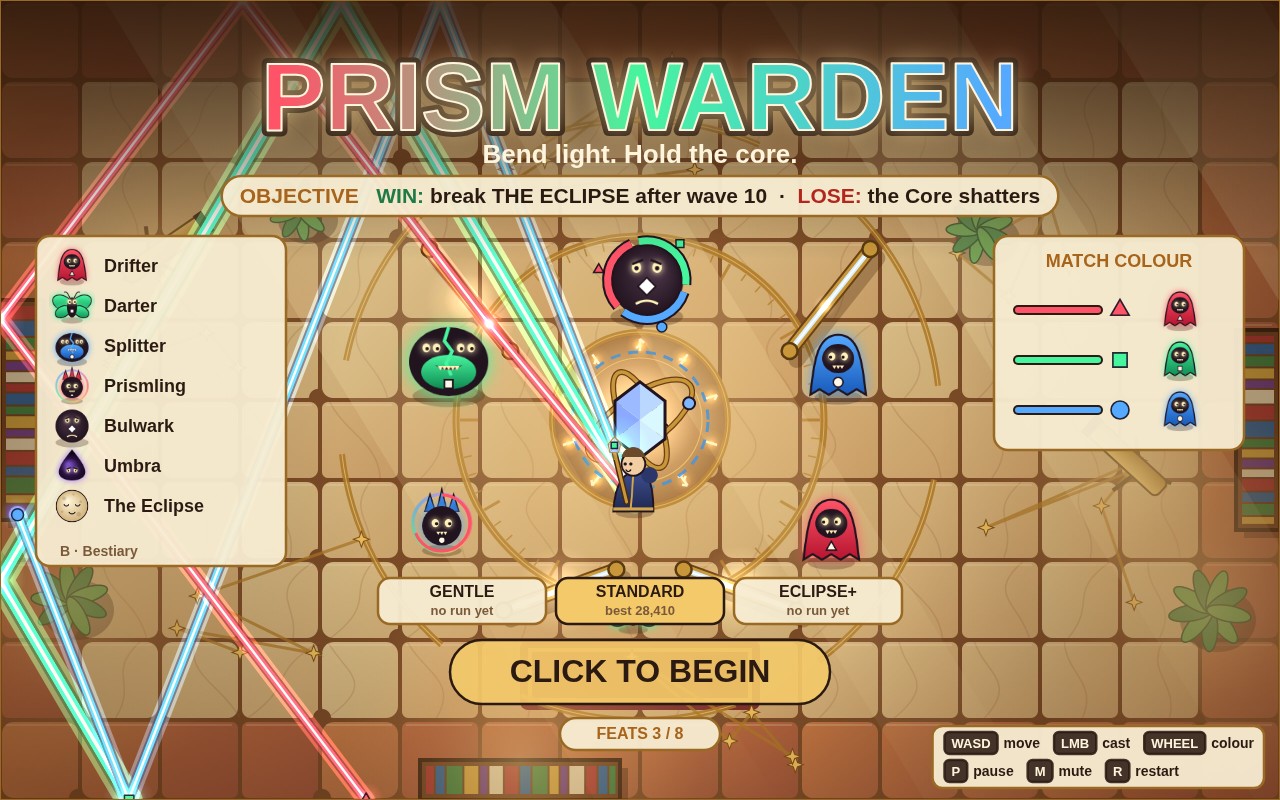 PRISM WARDEN
Bend light. Hold the core.
OBJECTIVE WIN: break THE ECLIPSE after wave 10 · LOSE: the Core shatters
Drifter
Darter
Splitter
Prismling
Bulwark
Umbra
The Eclipse
B · Bestiary
MATCH COLOUR
GENTLE
no run yet
STANDARD
best 28,410
ECLIPSE+
no run yet
CLICK TO BEGIN
FEATS 3 / 8
WASD move LMB cast WHEEL colour
P pause M mute R restart